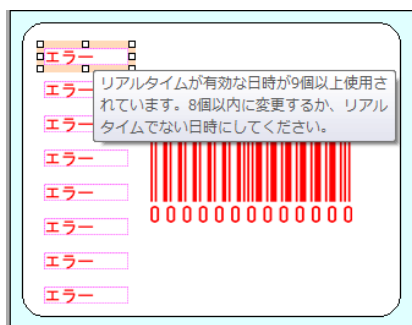 エラー
リアルタイムが有効な日時が9個以上使用さ
れています。8個以内に変更するか、リアル
タイムでない日時にしてください。
エラー
エラー
エラー
エラー
0000000000000
エラー
エラー
エラー